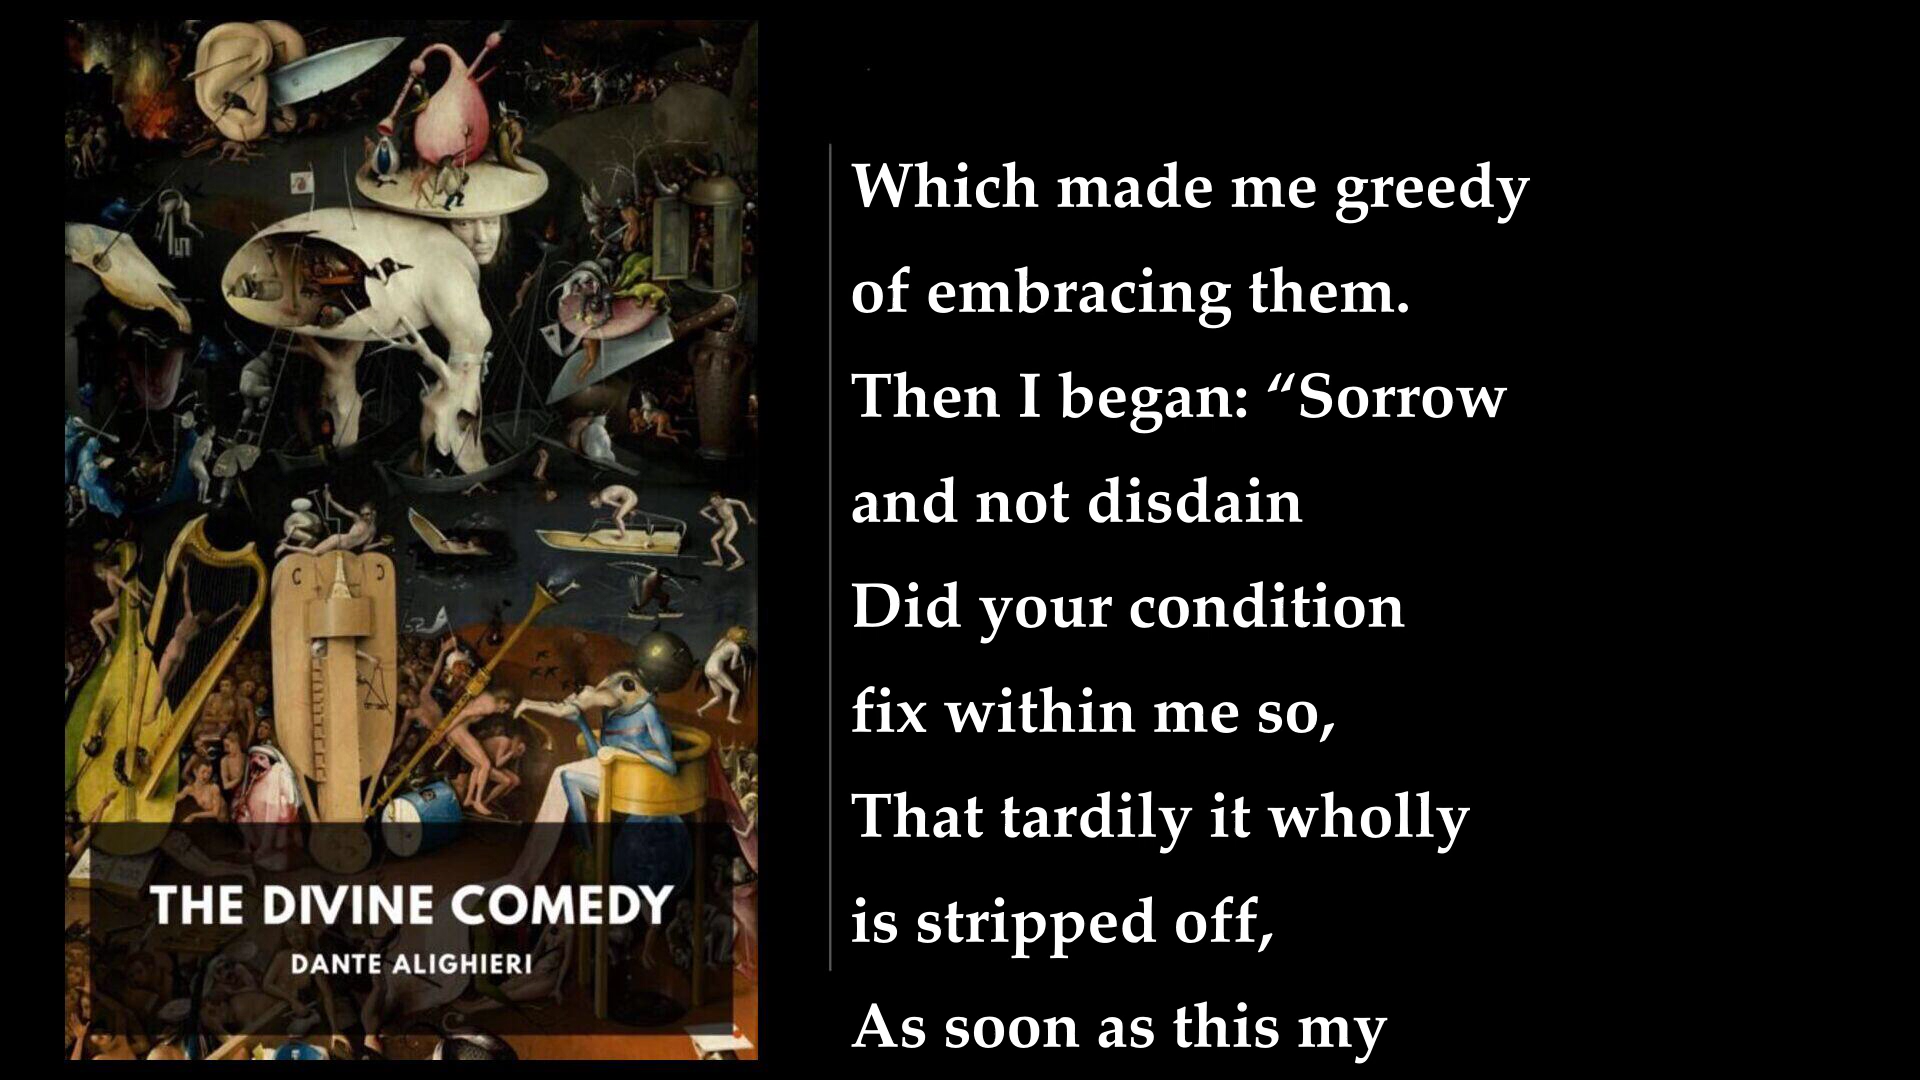 THE DIVINE COMEDY
DANTE ALIGHIERI
Which made me greedy
of embracing them.
Then I began: “Sorrow
and not disdain
Did your condition
fix within me so,
That tardily it wholly
is stripped off,
As soon as this my